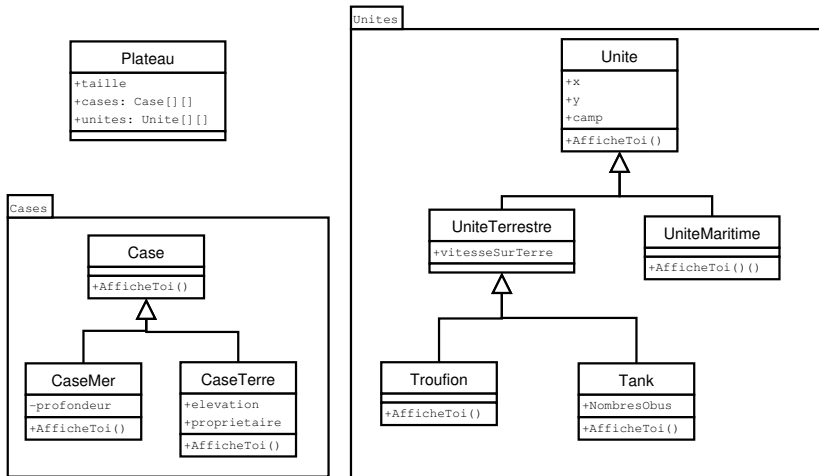 Plateau
+taille
+cases: Case[][]
+unites: Unite[][]
Cases
Case
+AfficheToi()
CaseMer
-profondeur
+AfficheToi()
CaseTerre
+elevation
+proprietaire
+AfficheToi()
Unites
Unite
+x
+y
+camp
+AfficheToi()
UniteTerrestre
+vitesseSurTerre
UniteMaritime
+AfficheToi()()
Troufion
+AfficheToi()
Tank
+NombresObus
+AfficheToi()